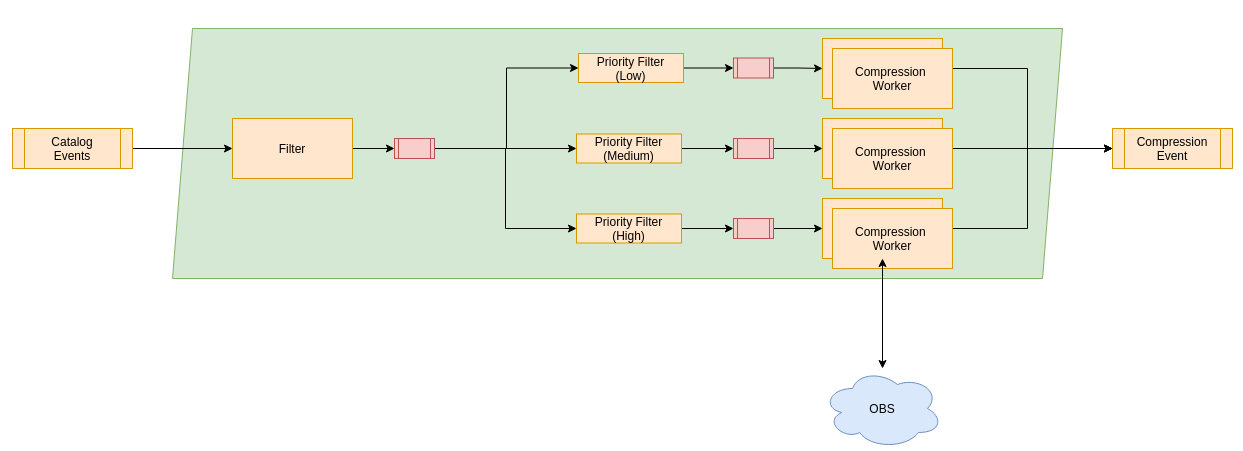 Catalog
Events
Filter
Priority Filter
(Low)
Compression
Worker
Priority Filter
(Medium)
Compression
Worker
Priority Filter
(High)
Compression
Worker
Compression
Event
OBS